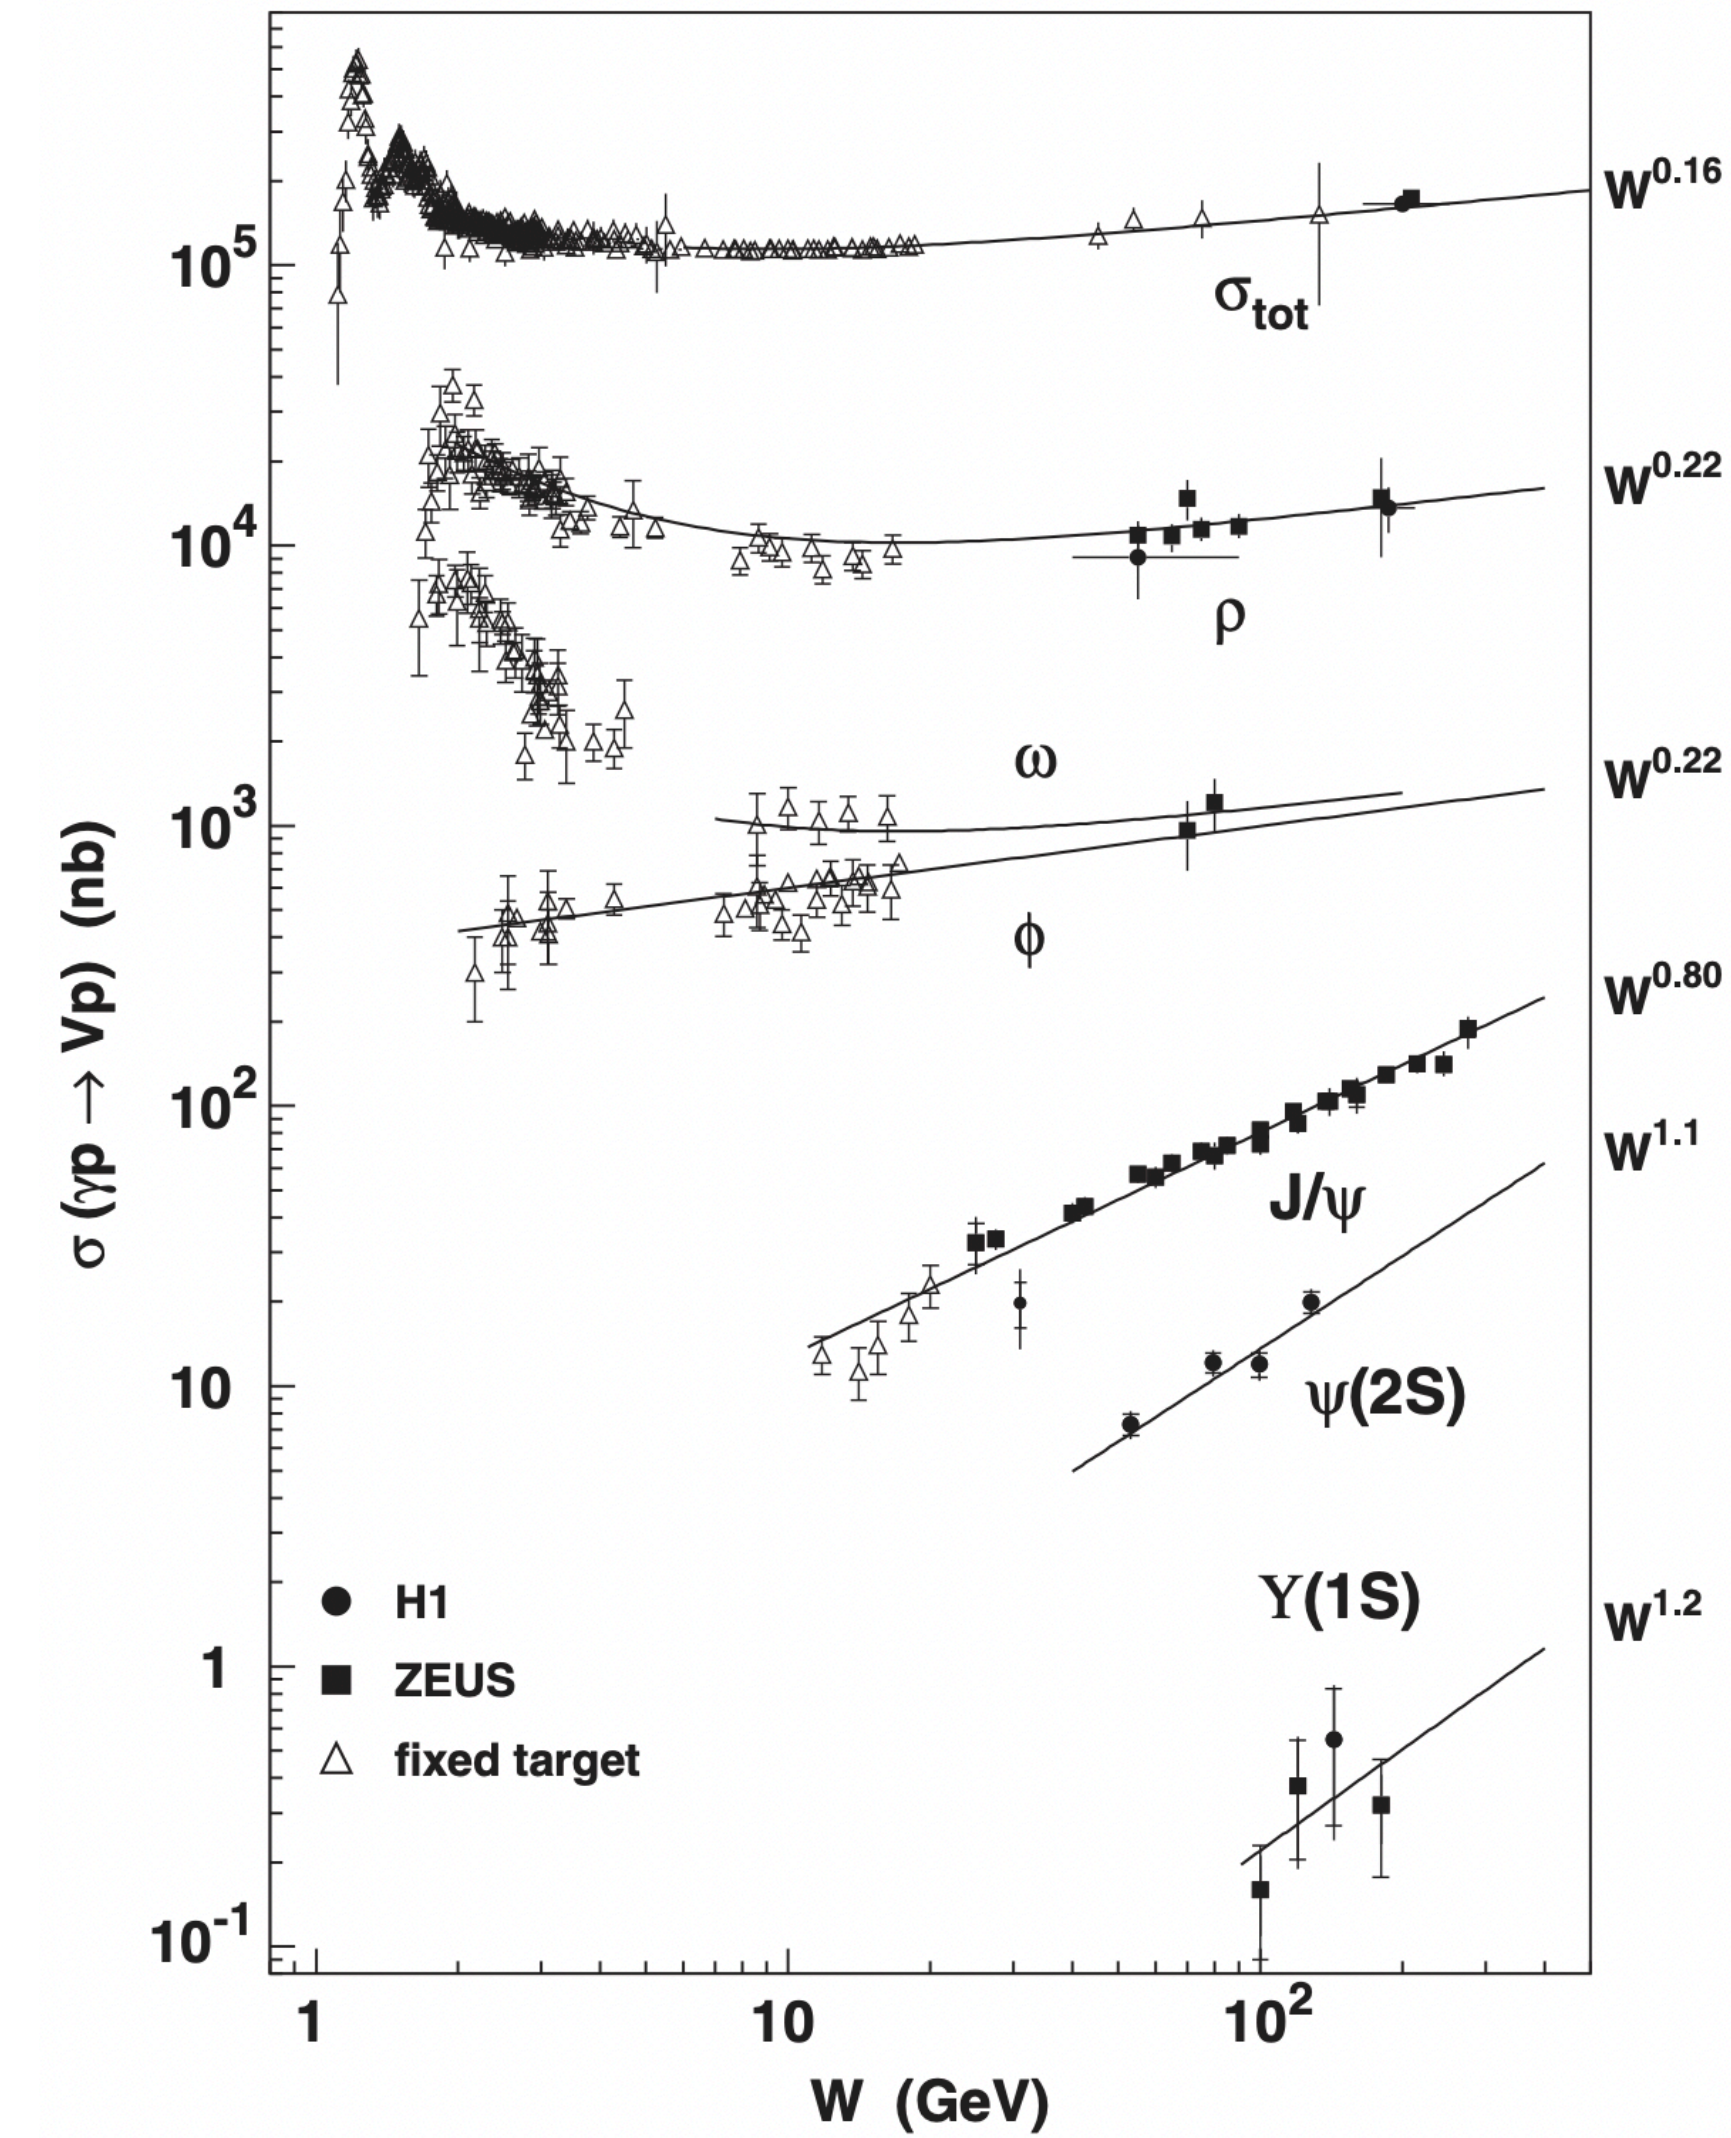 W^0.16
10^5
σ_tot
W^0.22
10^4
ρ
W^0.22
ω
10^3
ϕ
W^0.80
10^2
W^1.1
J/ψ
10
ψ(2S)
Υ(1S)
W^1.2
H1
1
ZEUS
fixed target
10^-1
1 10 10^2
W (GeV)
σ (γp → Vp) (nb)